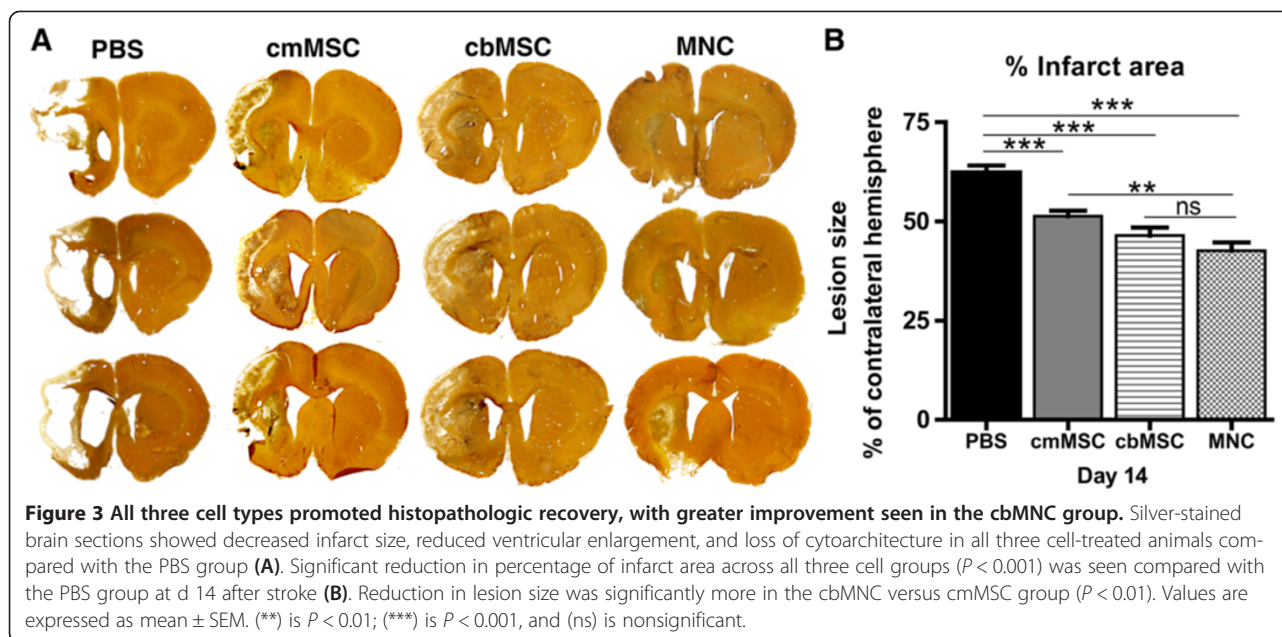 A
PBS
cmMSC
cbMSC
MNC
B
% Infarct area
***
***
***
**
ns
Lesion size
% of contralateral hemisphere
75
50
25
0
PBS
cmMSC
cbMSC
MNC
Day 14
Figure 3 All three cell types promoted histopathologic recovery, with greater improvement seen in the cbMNC group. Silver-stained
brain sections showed decreased infarct size, reduced ventricular enlargement, and loss of cytoarchitecture in all three cell-treated animals com-
pared with the PBS group (A). Significant reduction in percentage of infarct area across all three cell groups (P < 0.001) was seen compared with
the PBS group at d 14 after stroke (B). Reduction in lesion size was significantly more in the cbMNC versus cmMSC group (P < 0.01). Values are
expressed as mean ± SEM. (**) is P < 0.01; (***) is P < 0.001, and (ns) is nonsignificant.